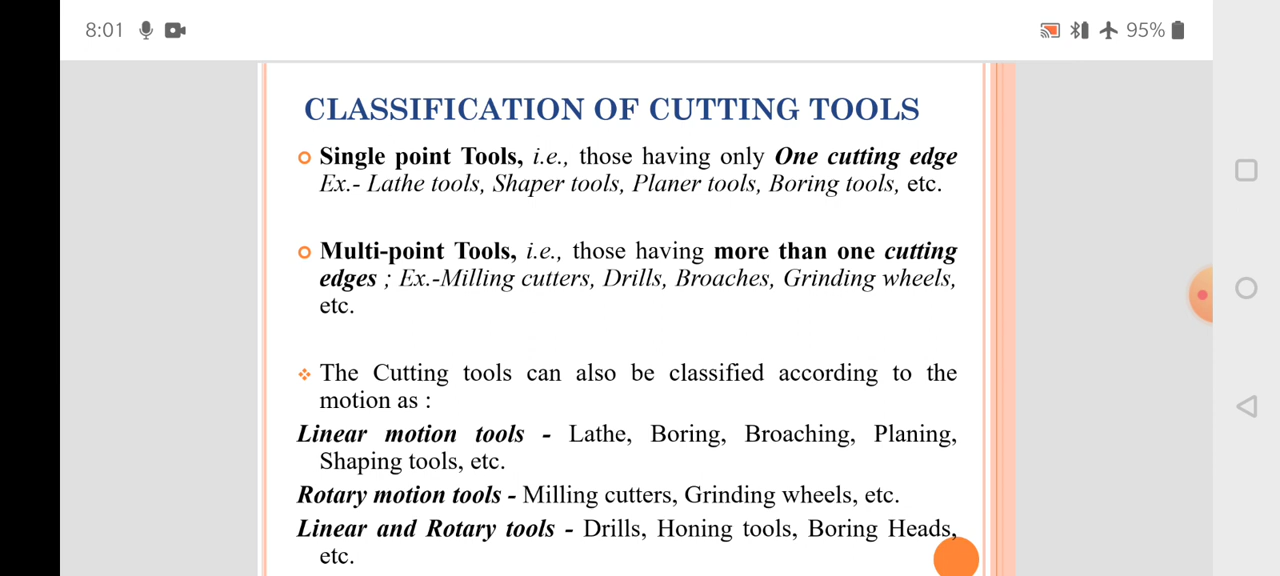 8:01
95%
CLASSIFICATION OF CUTTING TOOLS
Single point Tools, i.e., those having only One cutting edge
Ex.- Lathe tools, Shaper tools, Planer tools, Boring tools, etc.
Multi-point Tools, i.e., those having more than one cutting
edges ; Ex.-Milling cutters, Drills, Broaches, Grinding wheels,
etc.
The Cutting tools can also be classified according to the
motion as :
Linear motion tools - Lathe, Boring, Broaching, Planing,
Shaping tools, etc.
Rotary motion tools - Milling cutters, Grinding wheels, etc.
Linear and Rotary tools - Drills, Honing tools, Boring Heads,
etc.